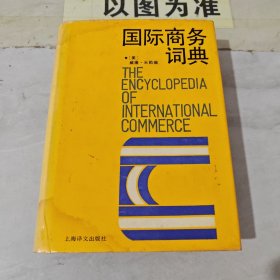 以图为准
国际商务
词典
THE
ENCYCLOPEDIA
OF
INTERNATIONAL
COMMERCE
上海译文出版社